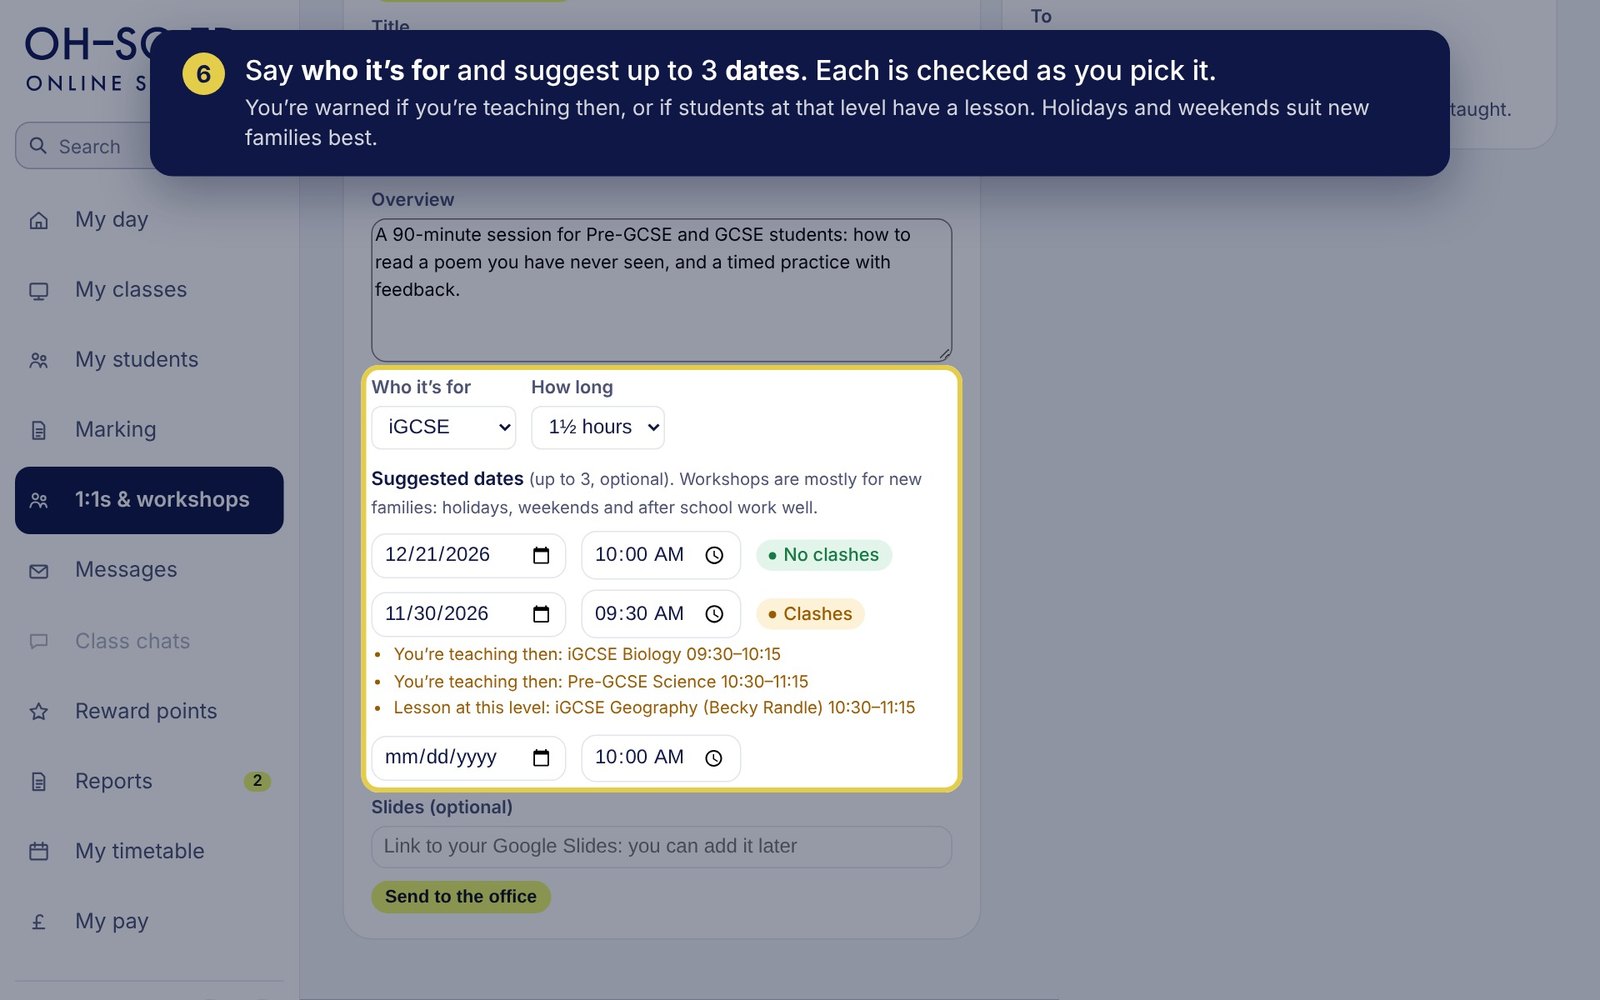 OH-SO
ONLINE S
Search
My day
My classes
My students
Marking
1:1s & workshops
Messages
Class chats
Reward points
Reports 2
My timetable
£ My pay
Title
To
6 Say who it’s for and suggest up to 3 dates. Each is checked as you pick it.
You’re warned if you’re teaching then, or if students at that level have a lesson. Holidays and weekends suit new
families best.
taught.
Overview
A 90-minute session for Pre-GCSE and GCSE students: how to
read a poem you have never seen, and a timed practice with
feedback.
Who it’s for How long
iGCSE 1½ hours
Suggested dates (up to 3, optional). Workshops are mostly for new
families: holidays, weekends and after school work well.
12/21/2026 10:00 AM • No clashes
11/30/2026 09:30 AM • Clashes
• You’re teaching then: iGCSE Biology 09:30–10:15
• You’re teaching then: Pre-GCSE Science 10:30–11:15
• Lesson at this level: iGCSE Geography (Becky Randle) 10:30–11:15
mm/dd/yyyy 10:00 AM
Slides (optional)
Link to your Google Slides: you can add it later
Send to the office